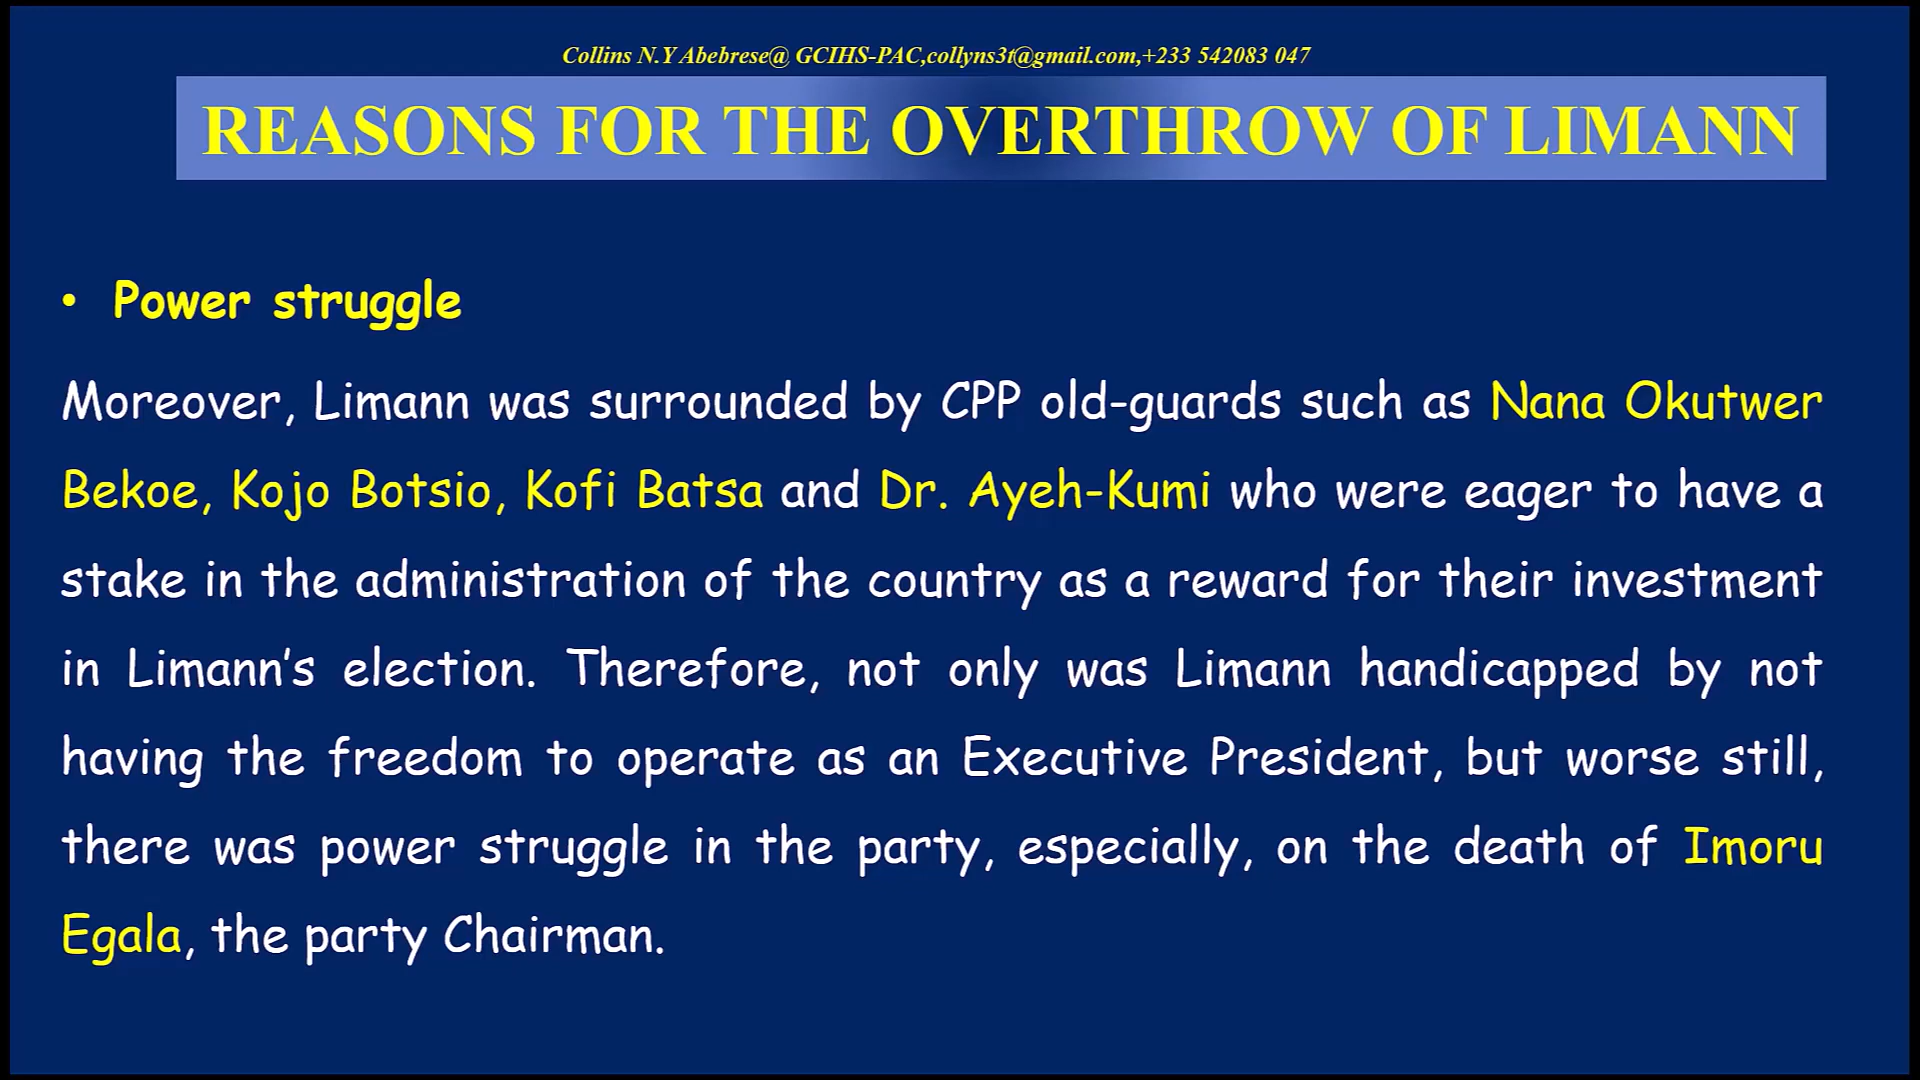 Collins N.Y Abebrese@ GCIHS-PAC,collyns3t@gmail.com,+233 542083 047
REASONS FOR THE OVERTHROW OF LIMANN
• Power struggle
Moreover, Limann was surrounded by CPP old-guards such as Nana Okutwer
Bekoe, Kojo Botsio, Kofi Batsa and Dr. Ayeh-Kumi who were eager to have a
stake in the administration of the country as a reward for their investment
in Limann's election. Therefore, not only was Limann handicapped by not
having the freedom to operate as an Executive President, but worse still,
there was power struggle in the party, especially, on the death of Imoru
Egala, the party Chairman.